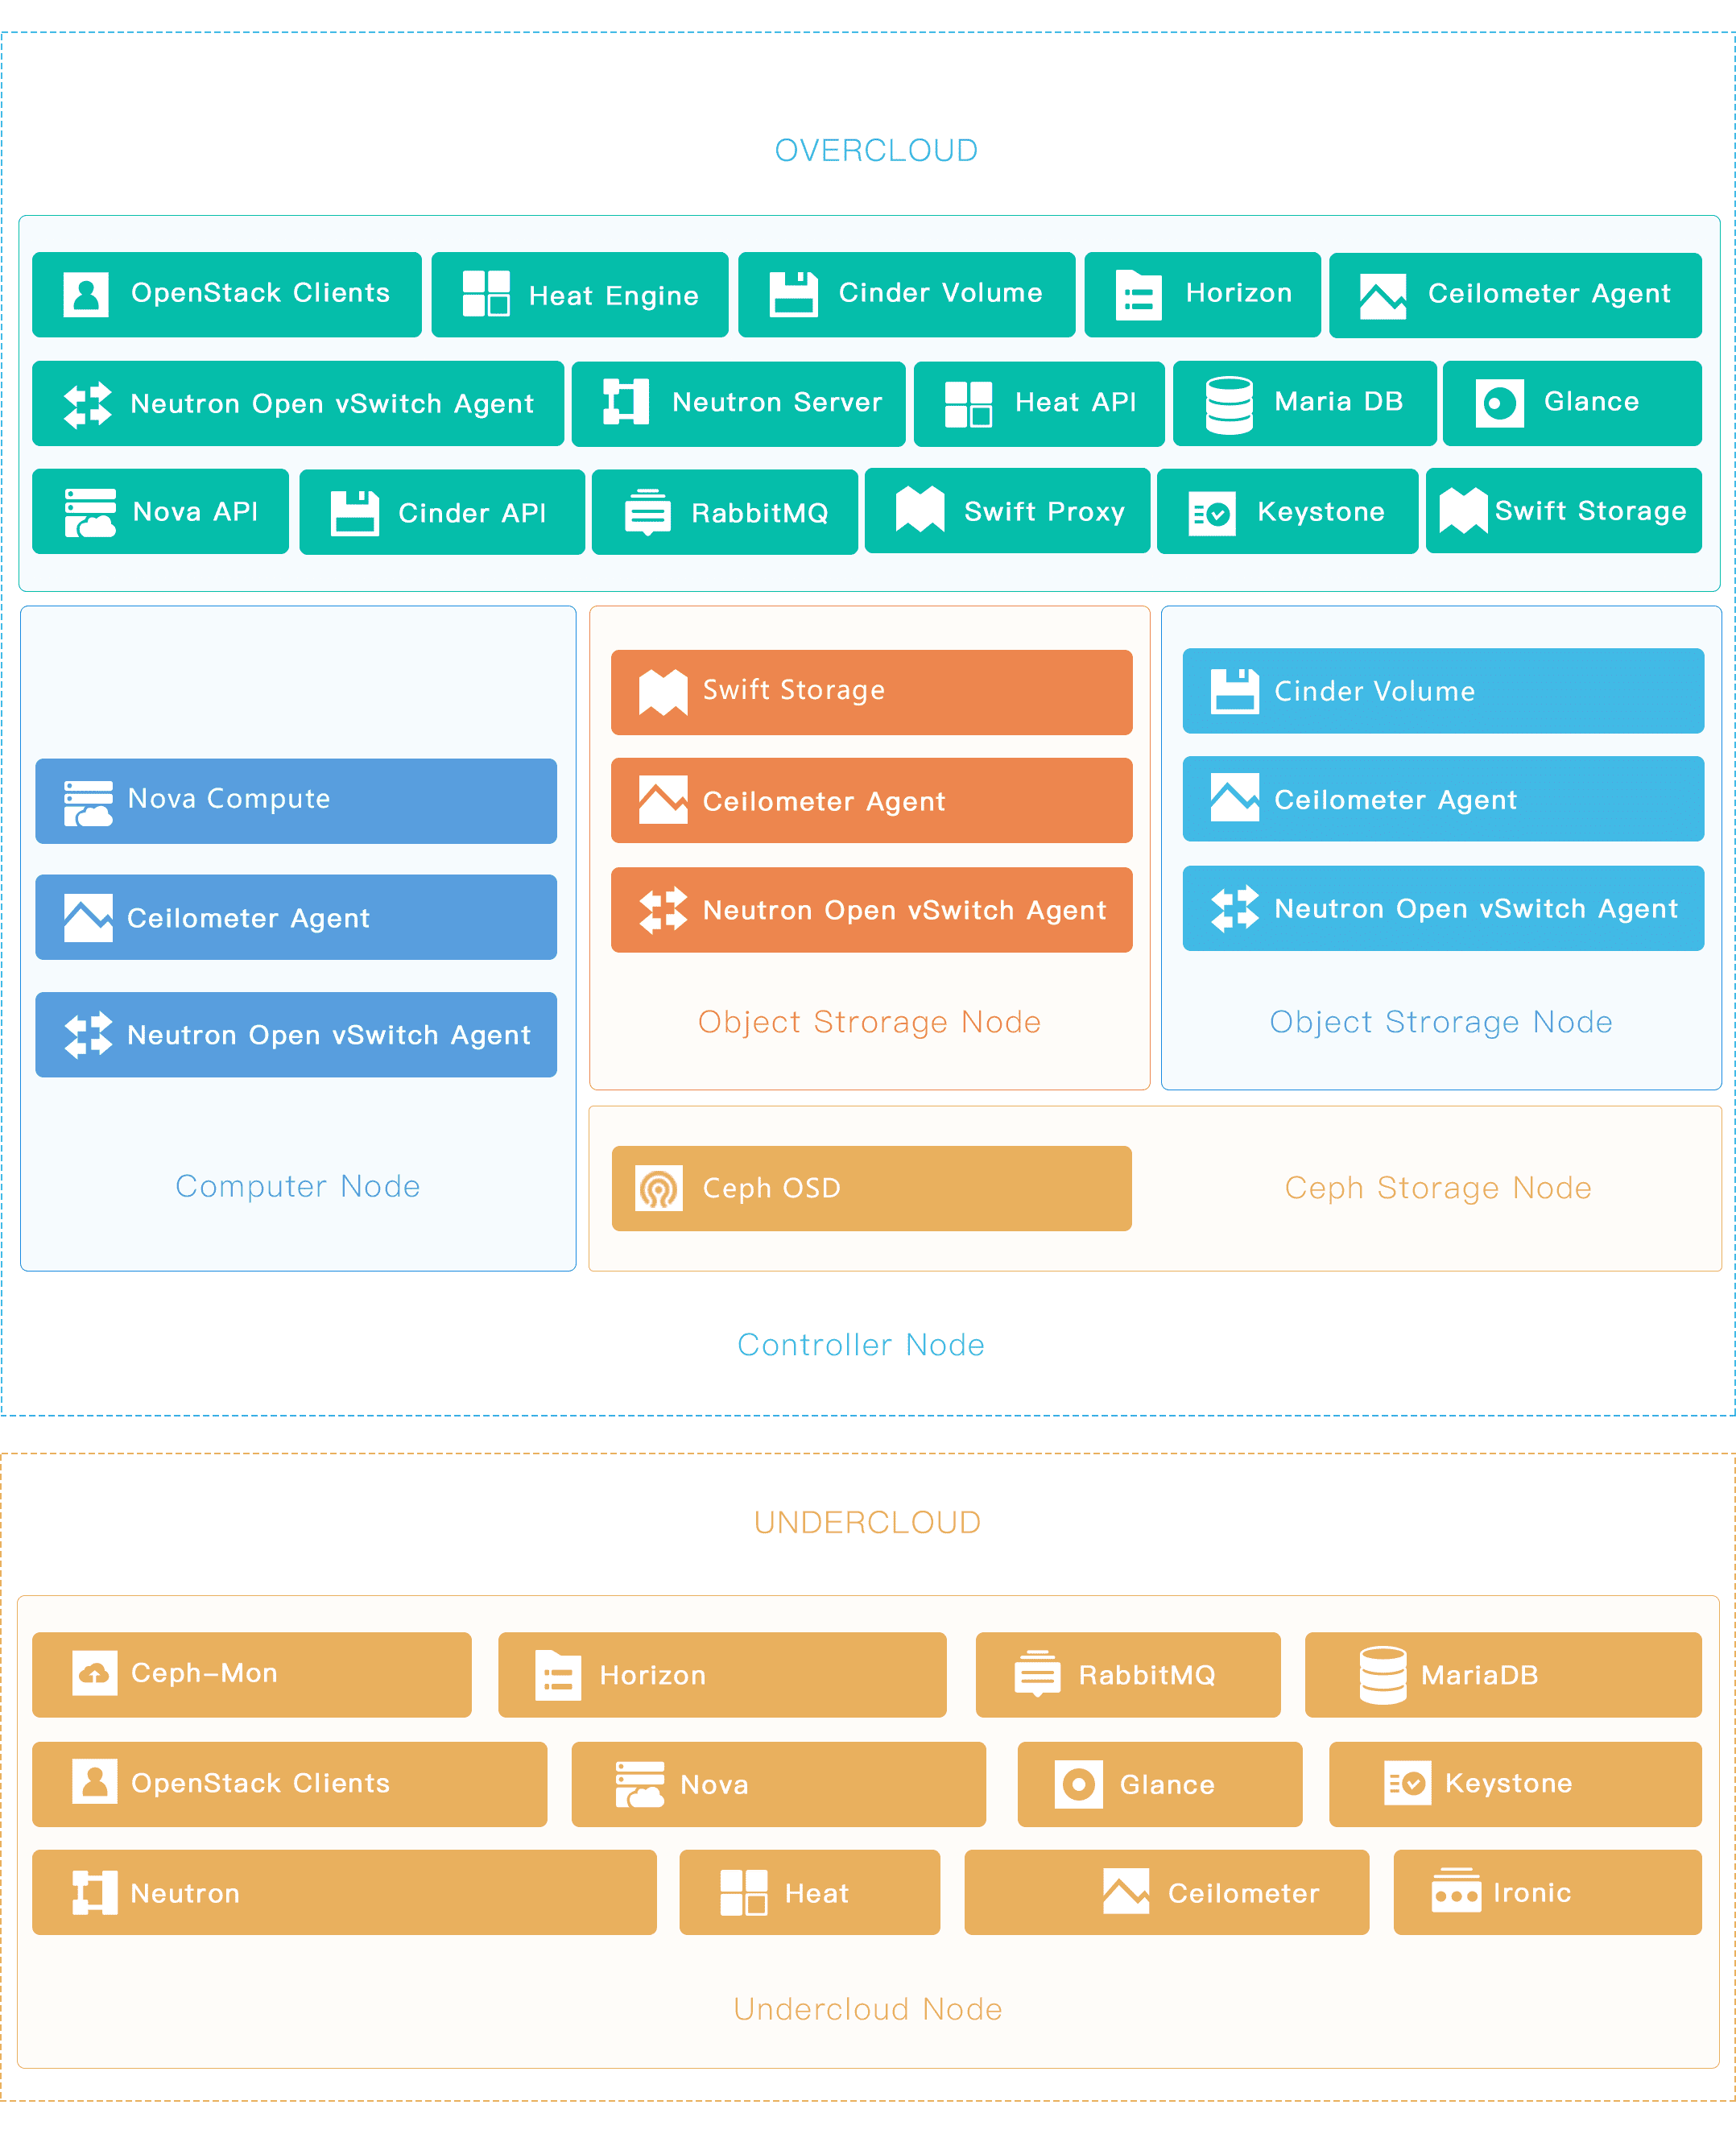 OVERCLOUD
OpenStack Clients
Heat Engine
Cinder Volume
Horizon
Ceilometer Agent
Neutron Open vSwitch Agent
Neutron Server
Heat API
Maria DB
Glance
Nova API
Cinder API
RabbitMQ
Swift Proxy
Keystone
Swift Storage
Nova Compute
Ceilometer Agent
Neutron Open vSwitch Agent
Computer Node
Swift Storage
Ceilometer Agent
Neutron Open vSwitch Agent
Object Strorage Node
Cinder Volume
Ceilometer Agent
Neutron Open vSwitch Agent
Object Strorage Node
Ceph OSD
Ceph Storage Node
Controller Node
UNDERCLOUD
Ceph-Mon
Horizon
RabbitMQ
MariaDB
OpenStack Clients
Nova
Glance
Keystone
Neutron
Heat
Ceilometer
Ironic
Undercloud Node